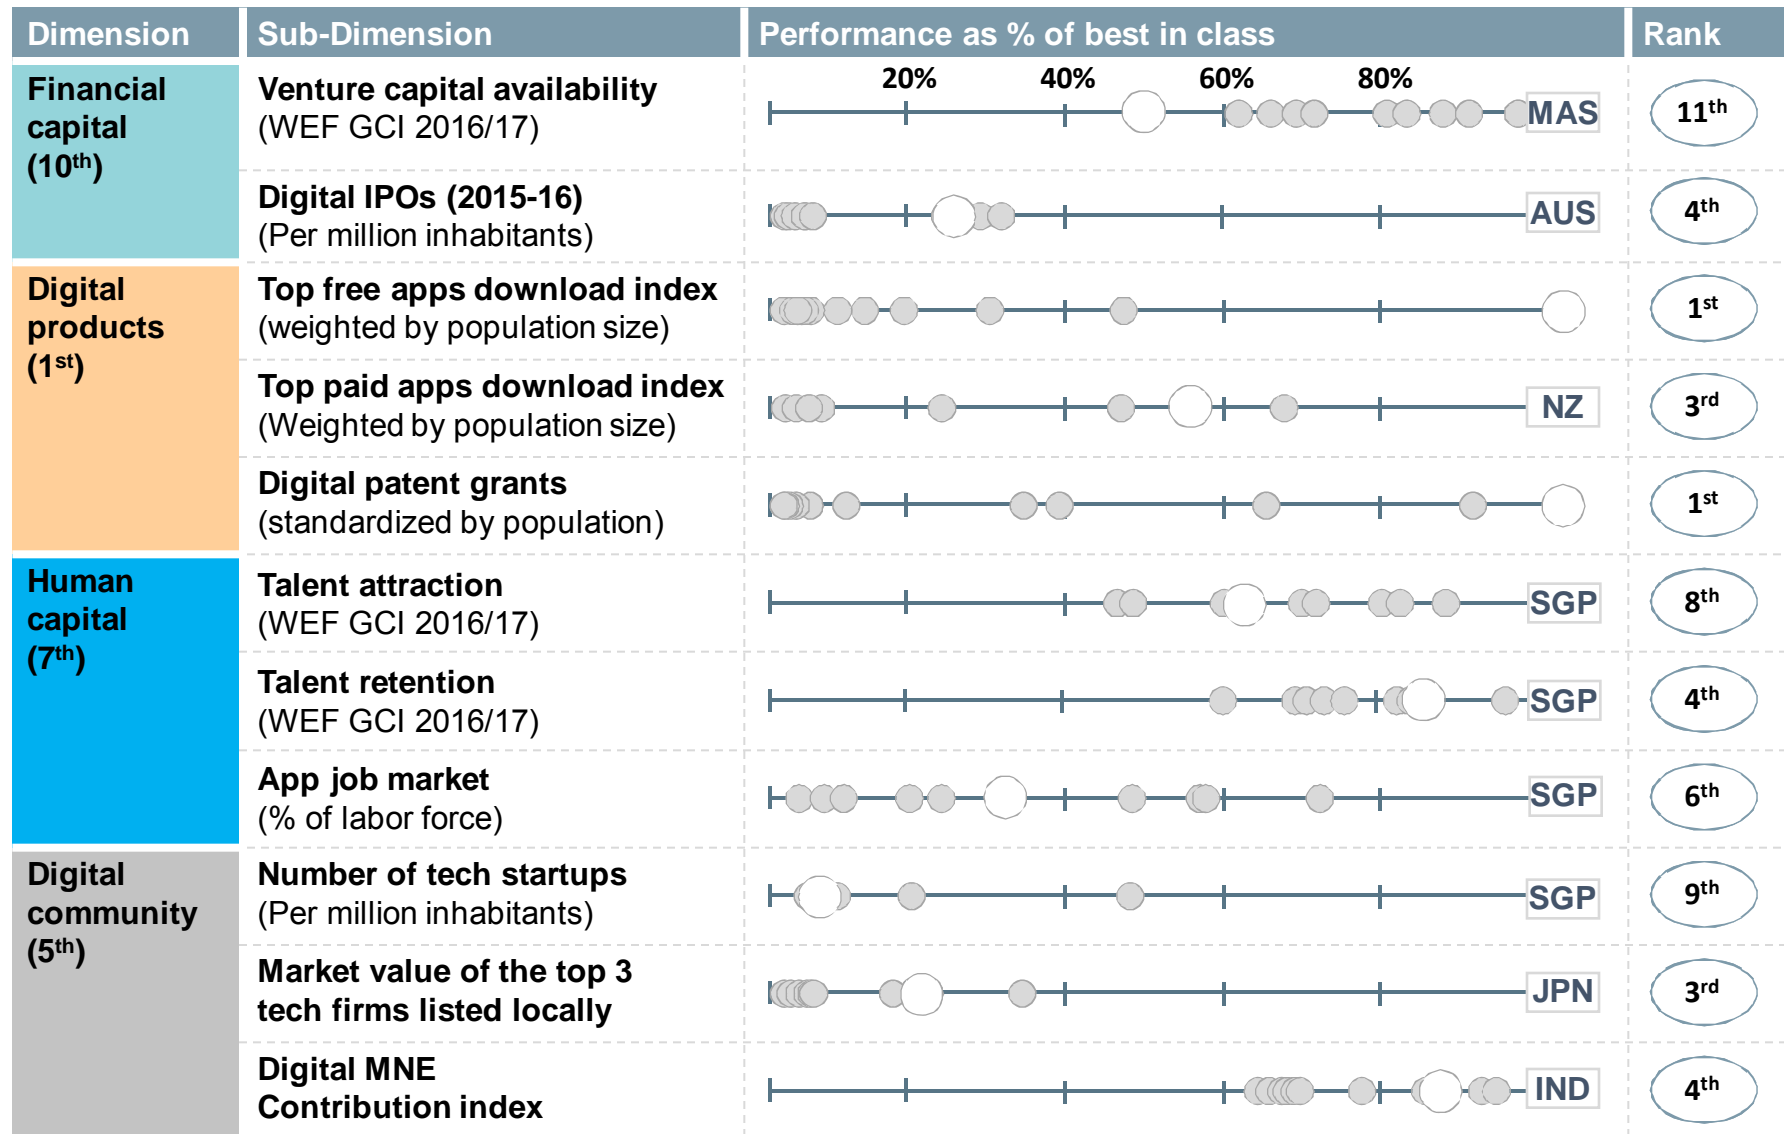 Dimension
Sub-Dimension
Performance as % of best in class
Rank
20% 40% 60% 80%
Financial
capital
(10th)
Venture capital availability
(WEF GCI 2016/17)
MAS
11th
Digital IPOs (2015-16)
(Per million inhabitants)
AUS
4th
Digital
products
(1st)
Top free apps download index
(weighted by population size)
1st
Top paid apps download index
(Weighted by population size)
NZ
3rd
Digital patent grants
(standardized by population)
1st
Human
capital
(7th)
Talent attraction
(WEF GCI 2016/17)
SGP
8th
Talent retention
(WEF GCI 2016/17)
SGP
4th
App job market
(% of labor force)
SGP
6th
Digital
community
(5th)
Number of tech startups
(Per million inhabitants)
SGP
9th
Market value of the top 3
tech firms listed locally
JPN
3rd
Digital MNE
Contribution index
IND
4th